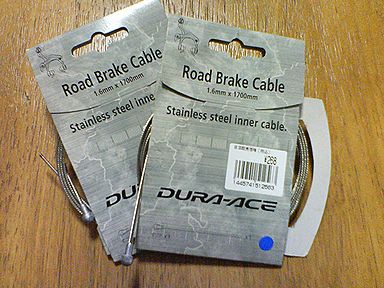 Road Brake Cable
1.6mm x 1700mm
Stainless steel inner cable.
DURA-ACE
Road Brake Cable
1.6mm x 1700mm
Stainless steel inner cable.
¥268
DURA-ACE